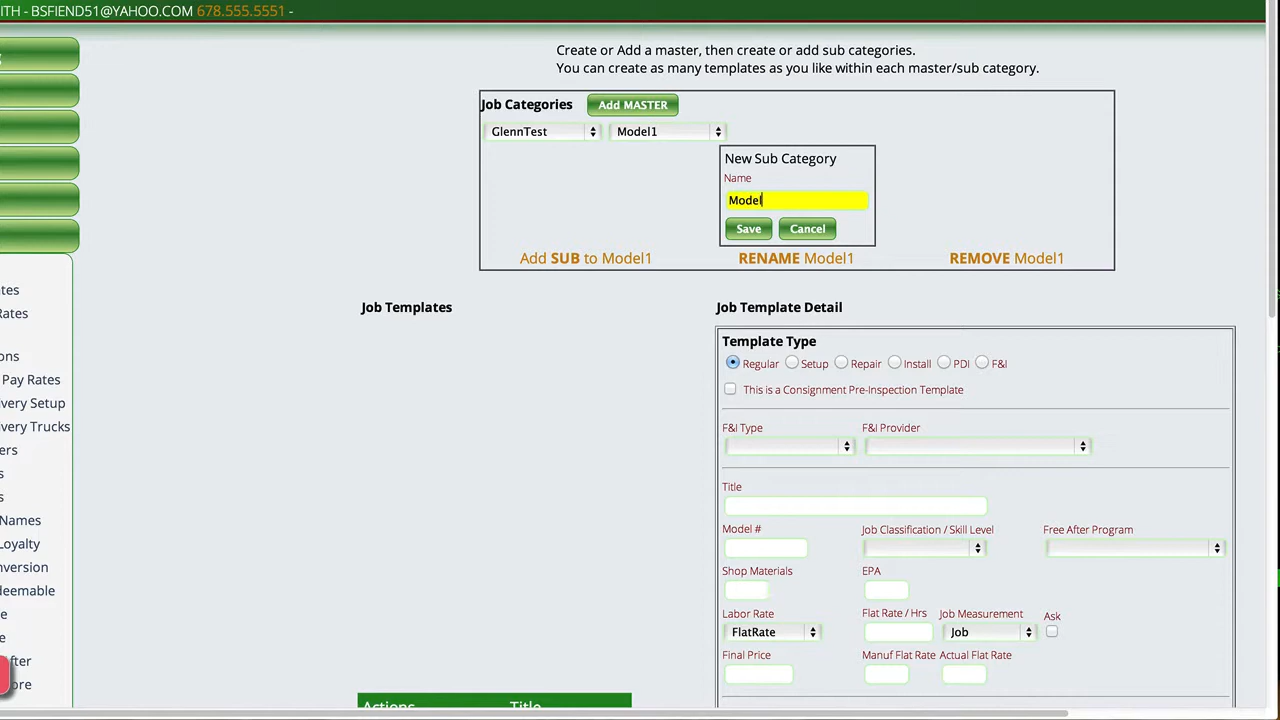 ITH - BSFIEND51@YAHOO.COM 678.555.5551 -
Create or Add a master, then create or add sub categories.
You can create as many templates as you like within each master/sub category.
Job Categories Add MASTER
GlennTest Model1
New Sub Category
Name
Model
Save Cancel
Add SUB to Model1 RENAME Model1 REMOVE Model1
Job Templates Job Template Detail
Template Type
Regular Setup Repair Install PDI F&I
This is a Consignment Pre-Inspection Template
F&I Type F&I Provider
Title
Model # Job Classification / Skill Level Free After Program
Shop Materials EPA
Labor Rate Flat Rate / Hrs Job Measurement Ask
FlatRate Job
Final Price Manuf Flat Rate Actual Flat Rate
Actions Title
g
tes
Rates
ons
Pay Rates
very Setup
very Trucks
ers
s
s
Names
Loyalty
nversion
deemable
e
e
fter
ore